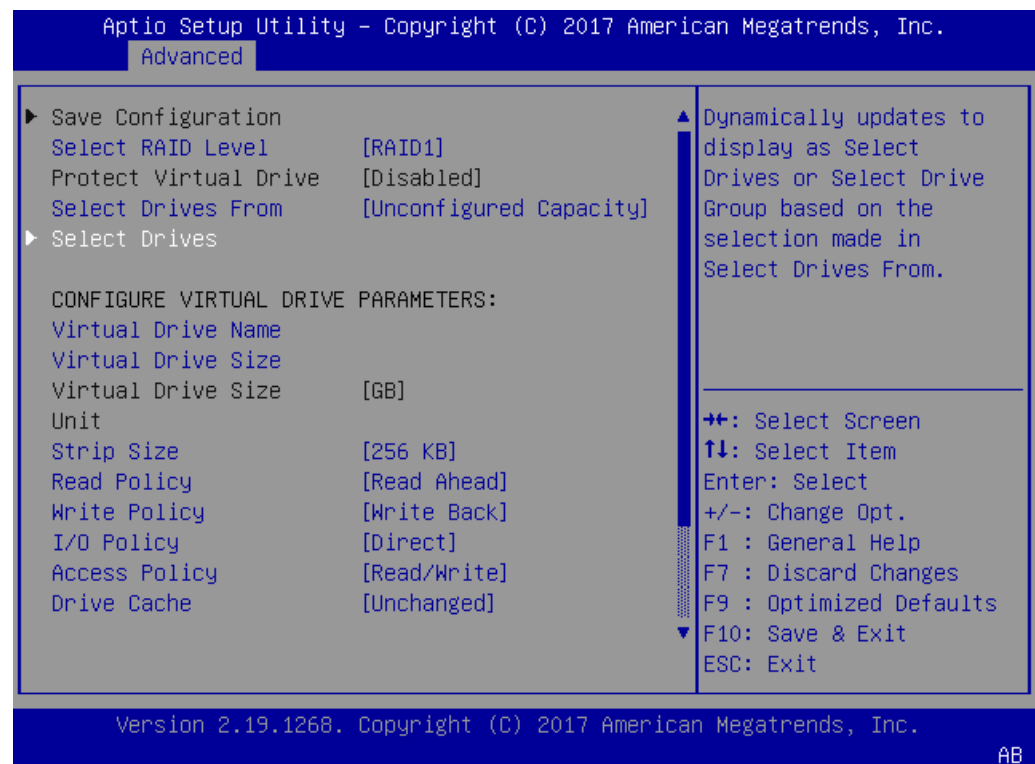 Aptio Setup Utility – Copyright (C) 2017 American Megatrends, Inc.
Advanced
Save Configuration
Select RAID Level [RAID1]
Protect Virtual Drive [Disabled]
Select Drives From [Unconfigured Capacity]
Select Drives
CONFIGURE VIRTUAL DRIVE PARAMETERS:
Virtual Drive Name
Virtual Drive Size
Virtual Drive Size [GB]
Unit
Strip Size [256 KB]
Read Policy [Read Ahead]
Write Policy [Write Back]
I/O Policy [Direct]
Access Policy [Read/Write]
Drive Cache [Unchanged]
Dynamically updates to
display as Select
Drives or Select Drive
Group based on the
selection made in
Select Drives From.
→←: Select Screen
↑↓: Select Item
Enter: Select
+/-: Change Opt.
F1 : General Help
F7 : Discard Changes
F9 : Optimized Defaults
F10: Save & Exit
ESC: Exit
Version 2.19.1268. Copyright (C) 2017 American Megatrends, Inc.
AB